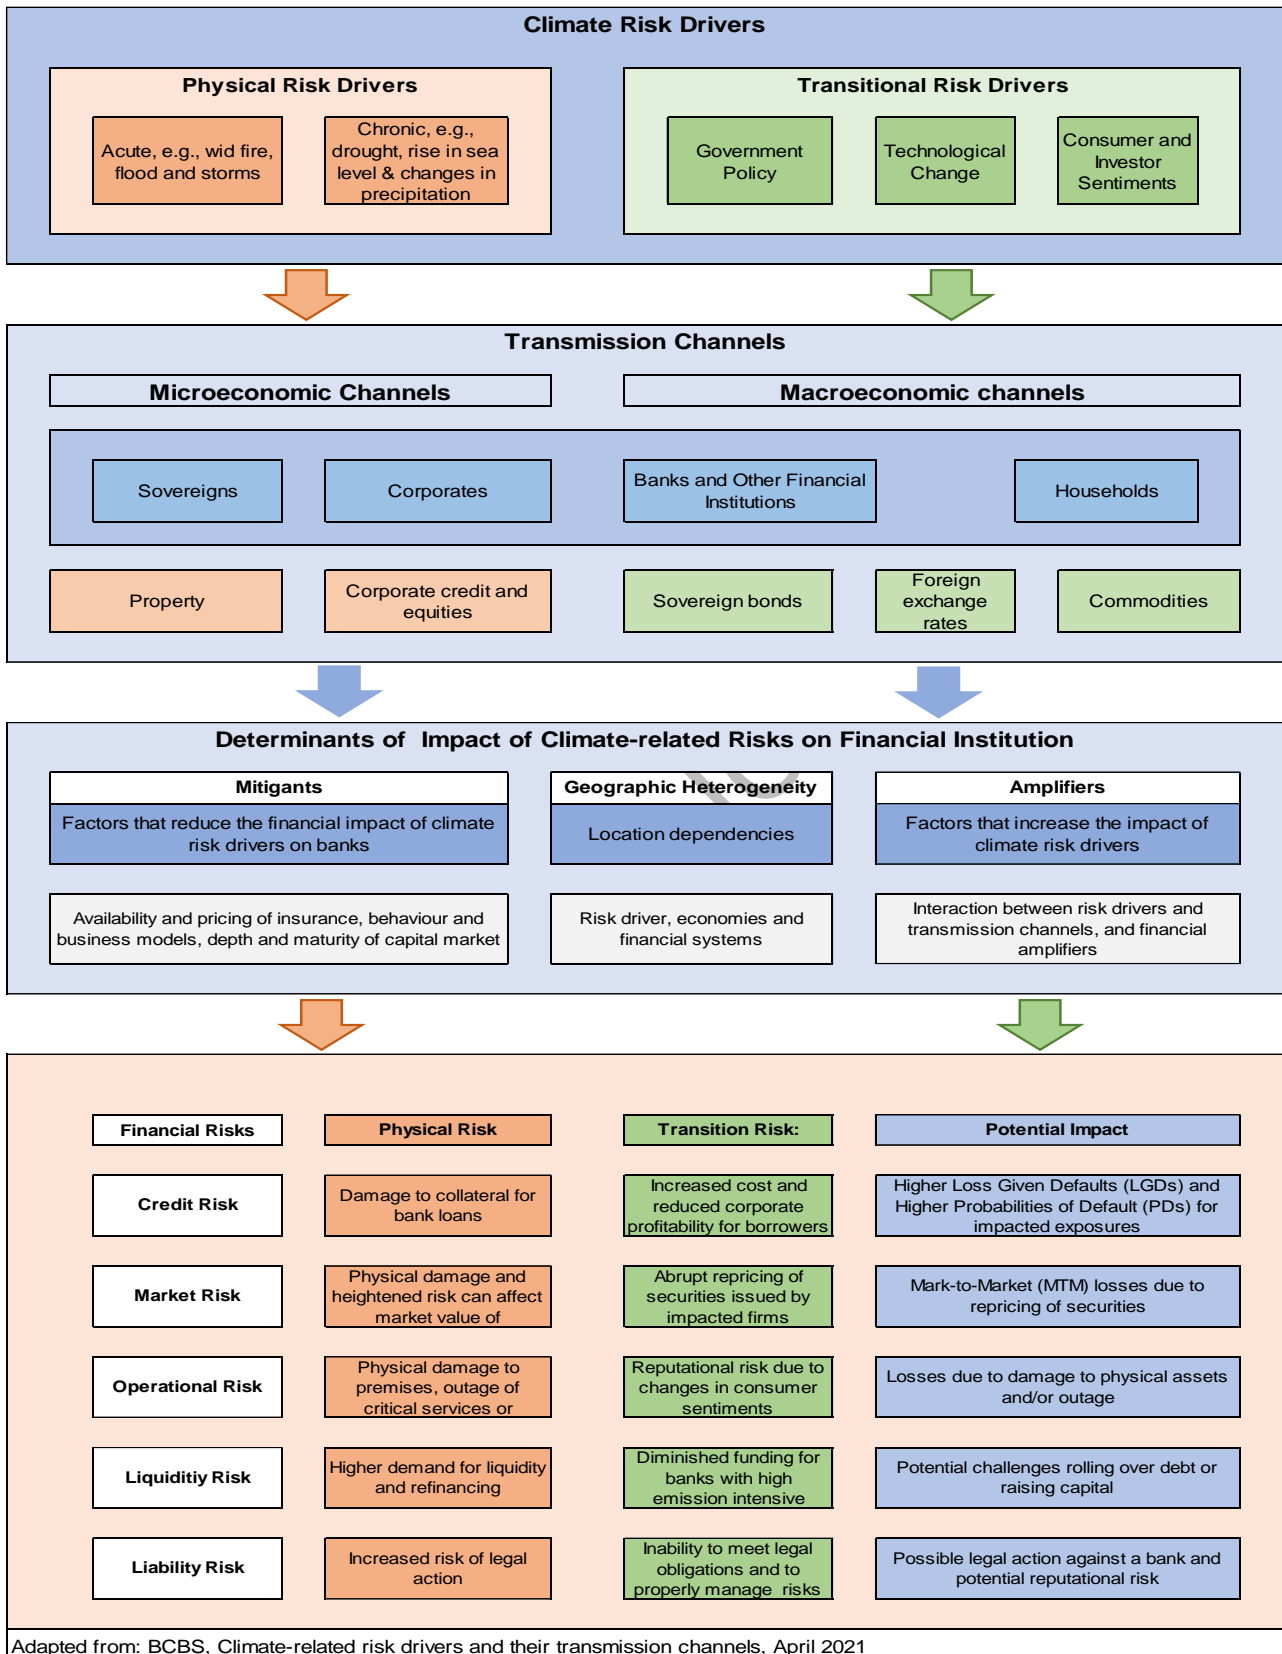 Climate Risk Drivers
Physical Risk Drivers
Transitional Risk Drivers
Acute, e.g., wid fire,
flood and storms
Chronic, e.g.,
drought, rise in sea
level & changes in
precipitation
Government
Policy
Technological
Change
Consumer and
Investor
Sentiments
Transmission Channels
Microeconomic Channels
Macroeconomic channels
Sovereigns
Corporates
Banks and Other Financial
Institutions
Households
Property
Corporate credit and
equities
Sovereign bonds
Foreign
exchange
rates
Commodities
Determinants of Impact of Climate-related Risks on Financial Institution
Mitigants
Geographic Heterogeneity
Amplifiers
Factors that reduce the financial impact of climate
risk drivers on banks
Location dependencies
Factors that increase the impact of
climate risk drivers
Availability and pricing of insurance, behaviour and
business models, depth and maturity of capital market
Risk driver, economies and
financial systems
Interaction between risk drivers and
transmission channels, and financial
amplifiers
Financial Risks
Physical Risk
Transition Risk:
Potential Impact
Credit Risk
Damage to collateral for
bank loans
Increased cost and
reduced corporate
profitability for borrowers
Higher Loss Given Defaults (LGDs) and
Higher Probabilities of Default (PDs) for
impacted exposures
Market Risk
Physical damage and
heightened risk can affect
market value of
Abrupt repricing of
securities issued by
impacted firms
Mark-to-Market (MTM) losses due to
repricing of securities
Operational Risk
Physical damage to
premises, outage of
critical services or
Reputational risk due to
changes in consumer
sentiments
Losses due to damage to physical assets
and/or outage
Liquiditiy Risk
Higher demand for liquidity
and refinancing
Diminished funding for
banks with high
emission intensive
Potential challenges rolling over debt or
raising capital
Liability Risk
Increased risk of legal
action
Inability to meet legal
obligations and to
properly manage risks
Possible legal action against a bank and
potential reputational risk
Adapted from: BCBS, Climate-related risk drivers and their transmission channels, April 2021